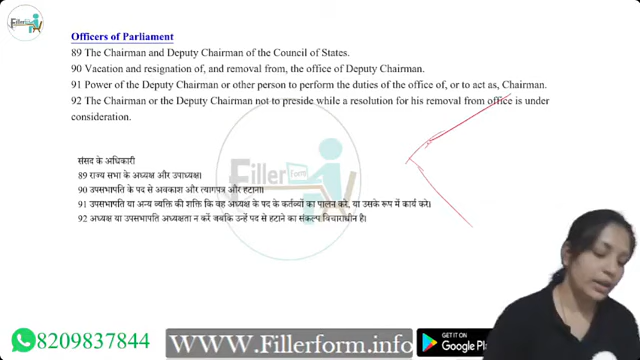 Fillerform
Officers of Parliament
89 The Chairman and Deputy Chairman of the Council of States.
90 Vacation and resignation of, and removal from, the office of Deputy Chairman.
91 Power of the Deputy Chairman or other person to perform the duties of the office of, or to act as, Chairman.
92 The Chairman or the Deputy Chairman not to preside while a resolution for his removal from office is under
consideration.
संसद के अधिकारी
89 राज्य सभा के अध्यक्ष और उपाध्यक्ष।
90 उपसभापति के पद से अवकाश और त्यागपत्र और हटाना।
91 उपसभापति या अन्य व्यक्ति की शक्ति कि वह अध्यक्ष के पद के कर्तव्यों का पालन करे, या उसके रूप में कार्य करे।
92 अध्यक्ष या उपसभापति अध्यक्षता न करें जबकि उन्हें पद से हटाने का संकल्प विचाराधीन है।
Filler Form
8209837844
WWW.Fillerform.info
GET IT ON
Google Pl